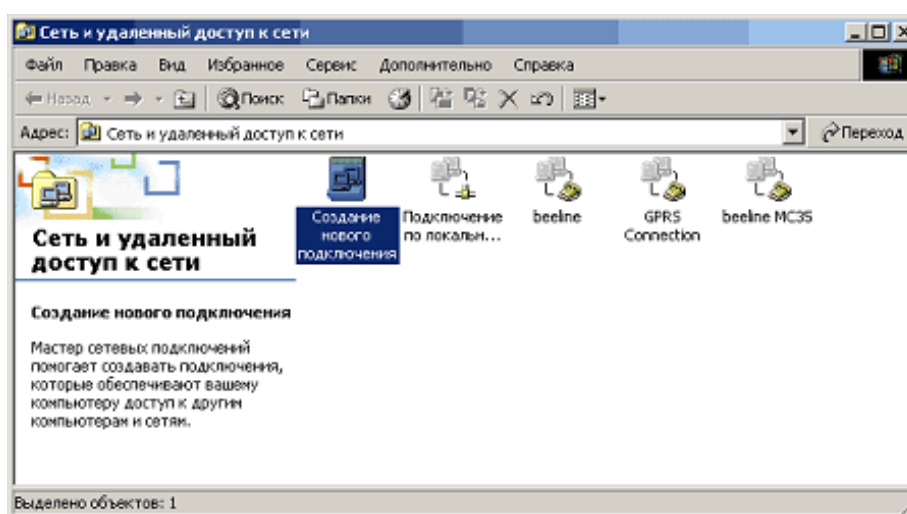 Сеть и удаленный доступ к сети
Файл Правка Вид Избранное Сервис Дополнительно Справка
Назад Поиск Папки
Адрес: Сеть и удаленный доступ к сети Переход
Сеть и удаленный
доступ к сети
Создание нового подключения
Мастер сетевых подключений
помогает создавать подключения,
которые обеспечивают вашему
компьютеру доступ к другим
компьютерам и сетям.
Создание
нового
подключения
Подключение
по локальн...
beeline
GPRS
Connection
beeline MC35
Выделено объектов: 1